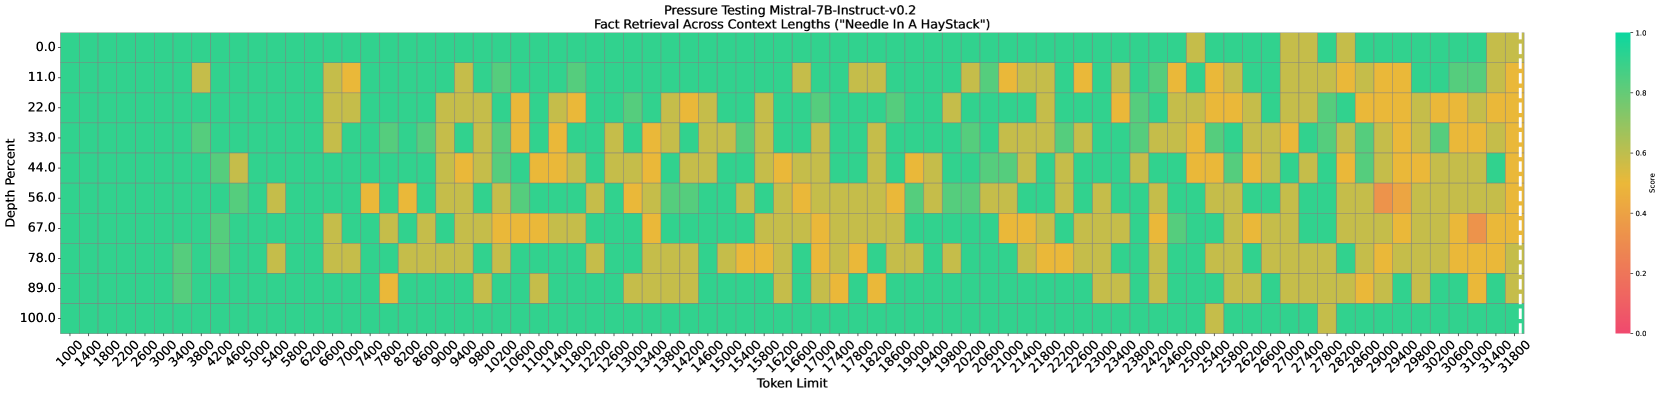 Pressure Testing Mistral-7B-Instruct-v0.2
Fact Retrieval Across Context Lengths ("Needle In A HayStack")
Depth Percent
0.0
11.0
22.0
33.0
44.0
56.0
67.0
78.0
89.0
100.0
1000 1400 1800 2200 2600 3000 3400 3800 4200 4600 5000 5400 5800 6200 6600 7000 7400 7800 8200 8600 9000 9400 9800 10200 10600 11000 11400 11800 12200 12600 13000 13400 13800 14200 14600 15000 15400 15800 16200 16600 17000 17400 17800 18200 18600 19000 19400 19800 20200 20600 21000 21400 21800 22200 22600 23000 23400 23800 24200 24600 25000 25400 25800 26200 26600 27000 27400 27800 28200 28600 29000 29400 29800 30200 30600 31000 31400 31800
Token Limit
1.0
0.8
0.6
0.4
0.2
0.0
Score